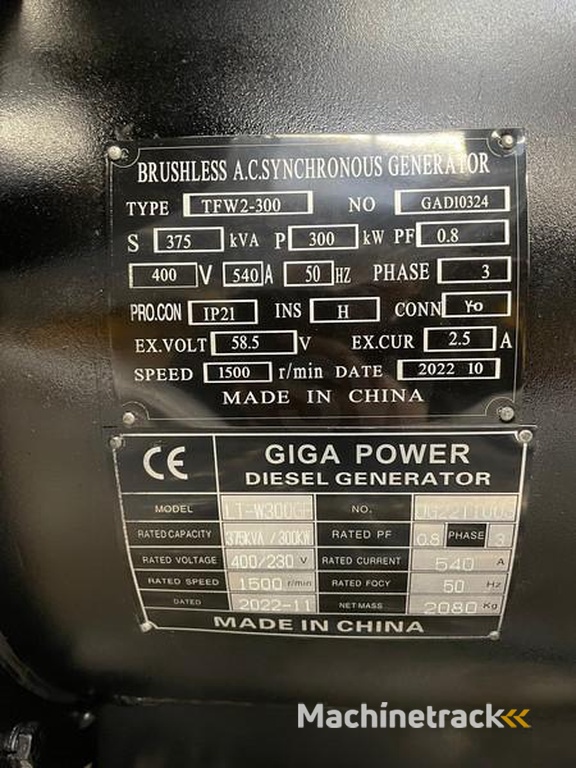 BRUSHLESS A.C.SYNCHRONOUS GENERATOR
TYPE TFW2-300 NO GAD10324
S 375 kVA P 300 kW PF 0.8
400 V 540 A 50 HZ PHASE 3
PRO.CON IP21 INS H CONN Y-o
EX.VOLT 58.5 V EX.CUR 2.5 A
SPEED 1500 r/min DATE 2022 10
MADE IN CHINA
CE GIGA POWER
DIESEL GENERATOR
MODEL LT-W300GF NO.
RATED CAPACITY 375KVA/300KW RATED PF 0.8 PHASE 3
RATED VOLTAGE 400/230 V RATED CURRENT 540 A
RATED SPEED 1500 r/min RATED FQCY 50 Hz
DATED 2022-11 NET MASS 2080 Kg
MADE IN CHINA
Machinetrack